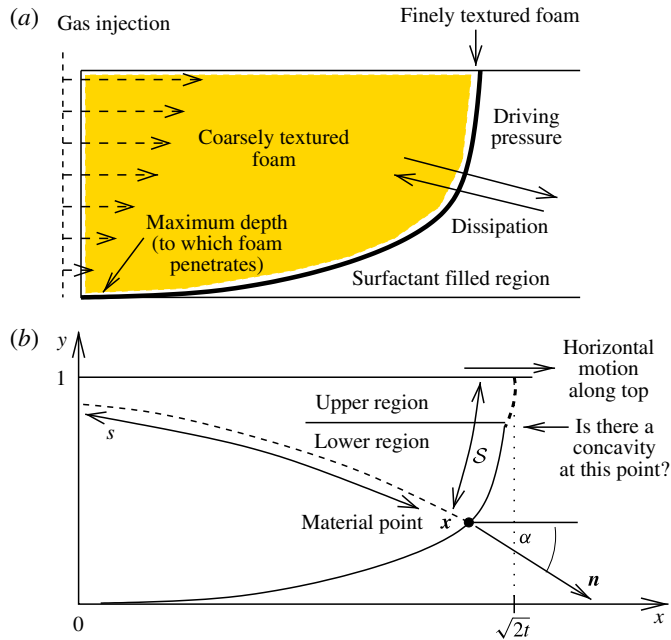 (a)
Gas injection
Finely textured foam
Driving
pressure
Coarsely textured
foam
Dissipation
Maximum depth
(to which foam
penetrates)
Surfactant filled region
(b)
y
1
Horizontal
motion
along top
Upper region
Lower region
Is there a
concavity
at this point?
s
S
Material point
x
α
n
0
√2t
x